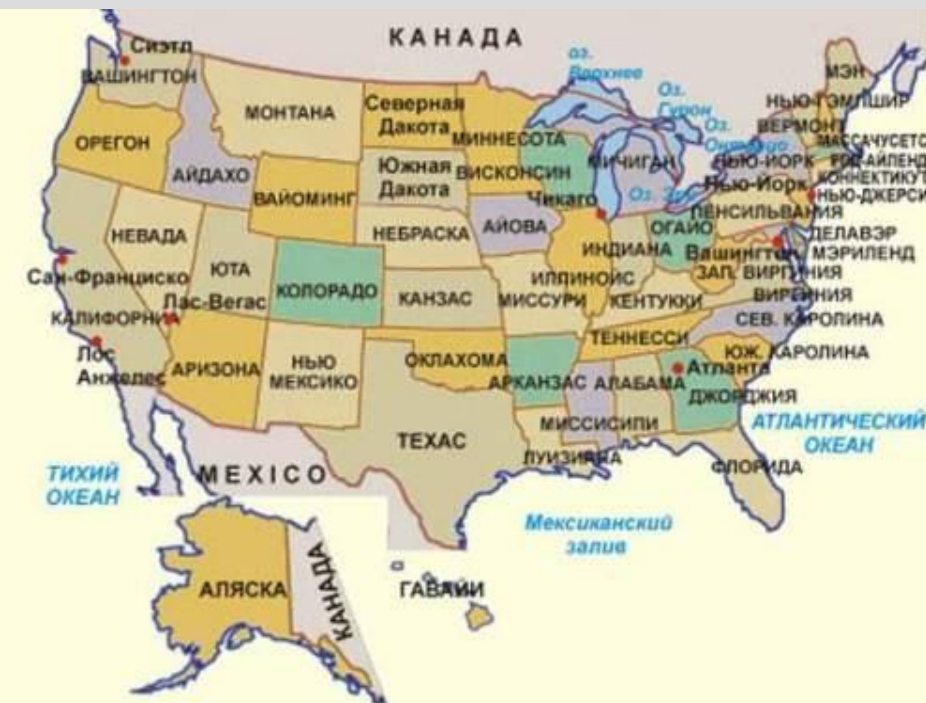 КАНАДА
Сиэтл
ВАШИНГТОН
МОНТАНА
Северная
Дакота
МИННЕСОТА
ОРЕГОН
АЙДАХО
Южная
Дакота
ВИСКОНСИН
ВАЙОМИНГ
оз.
Верхнее
Оз.
Гурон
Оз.
Онтарио
МИЧИГАН
Оз. Эри
МЭН
НЬЮ-ГЭМПШИР
ВЕРМОНТ
МАССАЧУСЕТС
НЬЮ-ЙОРК
РОД-АЙЛЕНД
КОННЕКТИКУТ
Нью-Йорк
НЬЮ-ДЖЕРСИ
Чикаго
ПЕНСИЛЬВАНИЯ
НЕВАДА
НЕБРАСКА
АЙОВА
ОГАЙО
ДЕЛАВЭР
ИНДИАНА
Вашингтон
МЭРИЛЕНД
Сан-Франциско
ЮТА
КОЛОРАДО
КАНЗАС
ИЛЛИНОИС
ЗАП. ВИРГИНИЯ
Лас-Вегас
МИССУРИ
КЕНТУККИ
ВИРГИНИЯ
КАЛИФОРНИЯ
СЕВ. КАРОЛИНА
Лос
Анжелес
АРИЗОНА
НЬЮ
МЕКСИКО
ОКЛАХОМА
ТЕННЕССИ
ЮЖ. КАРОЛИНА
АРКАНЗАС
АЛАБАМА
Атланта
ДЖОРДЖИЯ
МИССИСИПИ
ТЕХАС
ЛУИЗИАНА
ФЛОРИДА
АТЛАНТИЧЕСКИЙ
ОКЕАН
ТИХИЙ
ОКЕАН
MEXICO
Мексиканский
залив
АЛЯСКА
КАНАДА
ГАВАЙИ